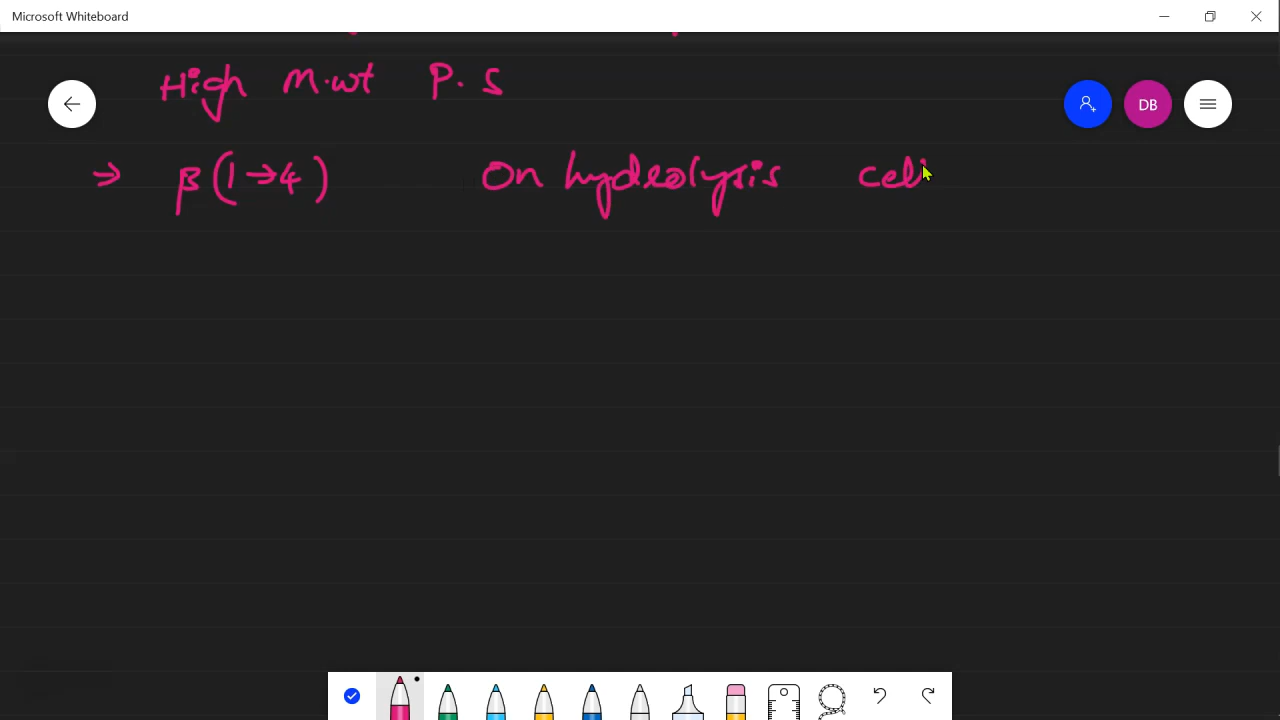 Microsoft Whiteboard
High M.wt P.S
DB
→ β(1→4) On hydrolysis cell